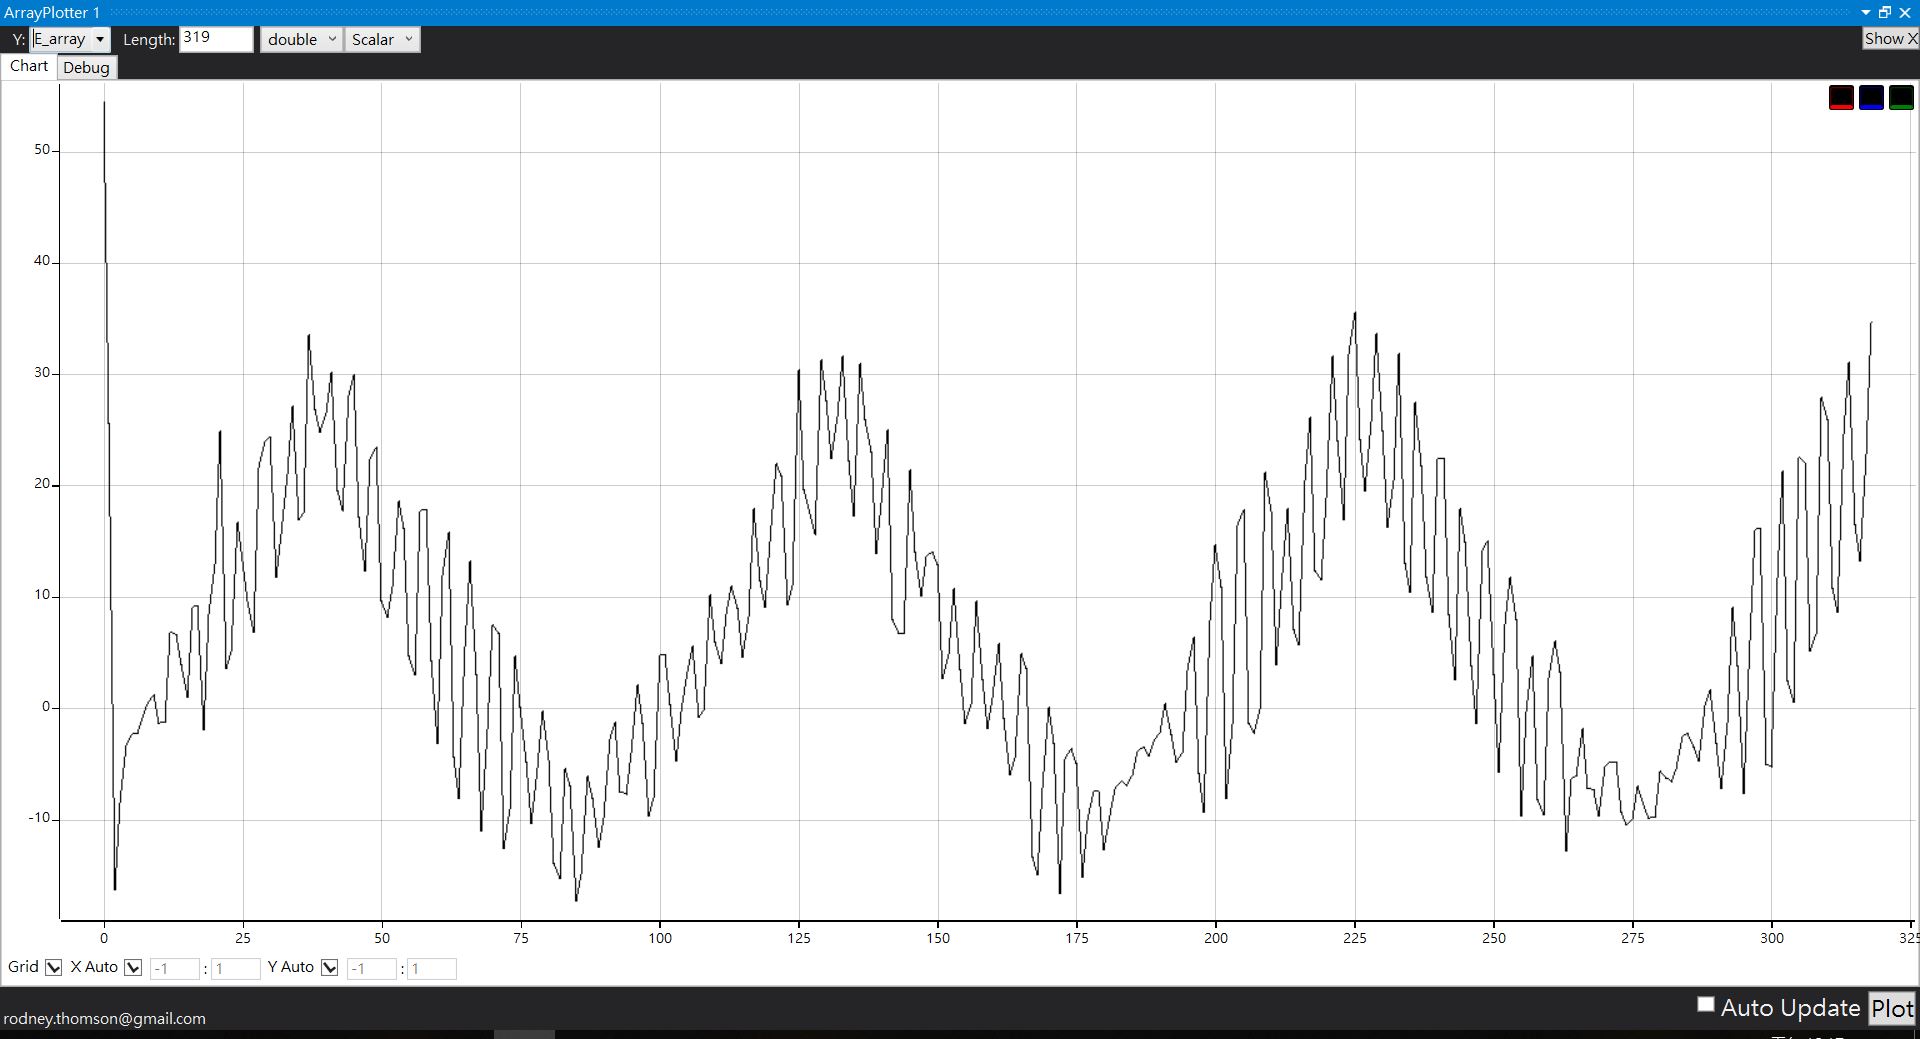 ArrayPlotter 1
Y: E_array Length: 319 double Scalar Show X
Chart Debug
50
40
30
20
10
0
-10
0 25 50 75 100 125 150 175 200 225 250 275 300 325
Grid X Auto -1 : 1 Y Auto -1 : 1
Auto Update Plot
rodney.thomson@gmail.com